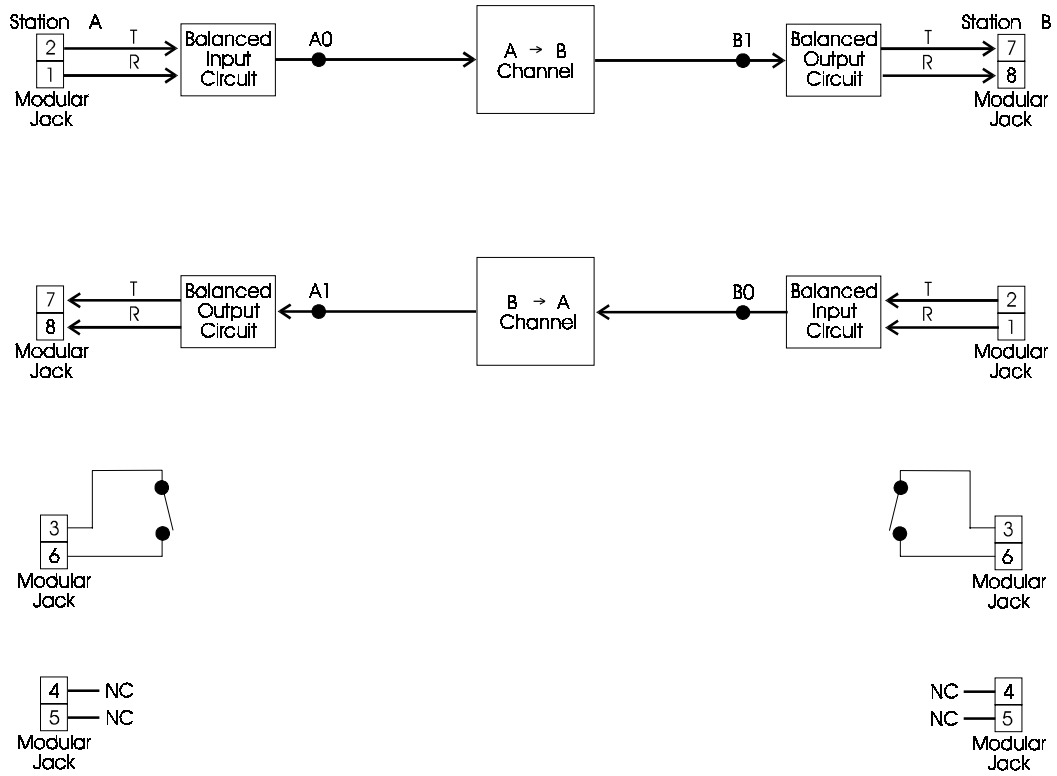 Station A
2
1
Modular
Jack
T
R
Balanced
Input
Circuit
A0
A → B
Channel
B1
Balanced
Output
Circuit
T
R
Station B
7
8
Modular
Jack
7
8
Modular
Jack
T
R
Balanced
Output
Circuit
A1
B → A
Channel
B0
Balanced
Input
Circuit
T
R
2
1
Modular
Jack
3
6
Modular
Jack
3
6
Modular
Jack
4 NC
5 NC
Modular
Jack
NC 4
NC 5
Modular
Jack